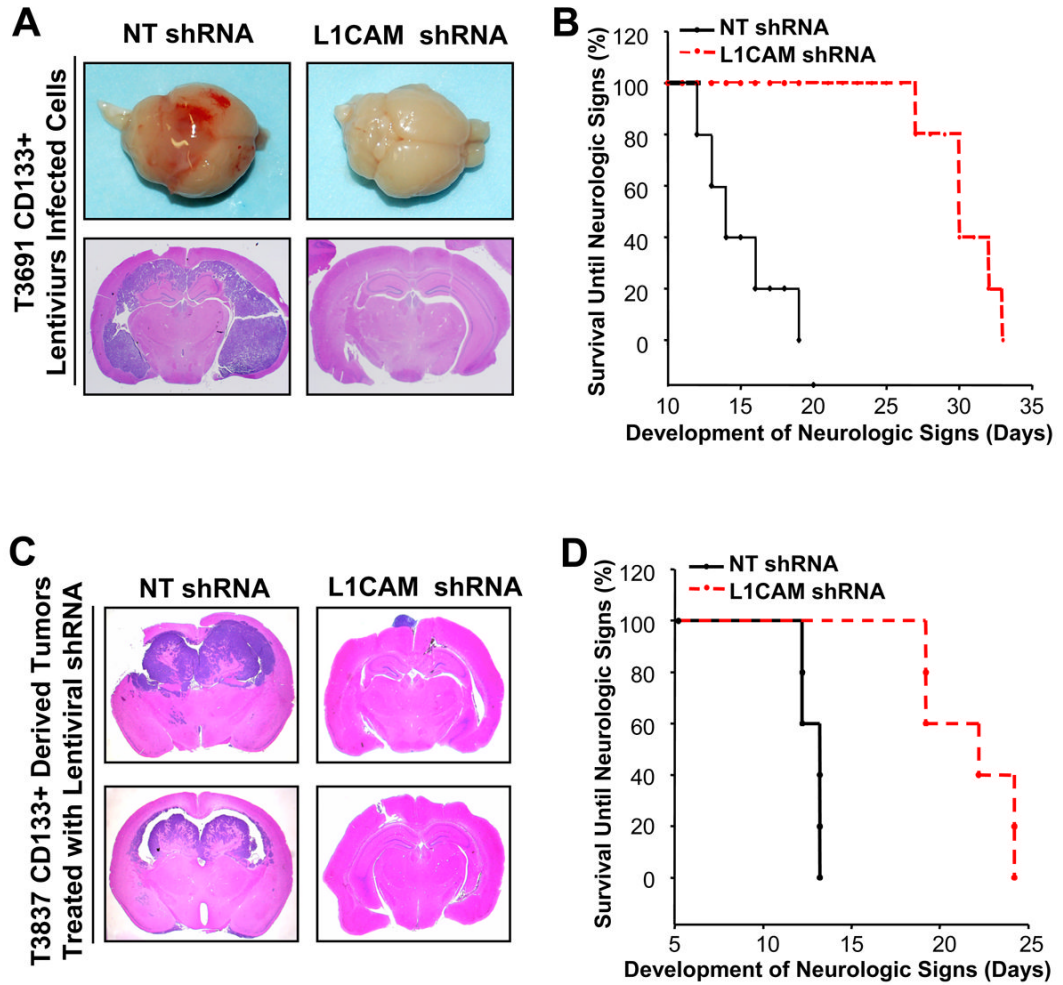 A
NT shRNA
L1CAM shRNA
T3691 CD133+
Lentiviurs Infected Cells
B
NT shRNA
L1CAM shRNA
Survival Until Neurologic Signs (%)
120
100
80
60
40
20
0
10 15 20 25 30 35
Development of Neurologic Signs (Days)
C
NT shRNA
L1CAM shRNA
T3837 CD133+ Derived Tumors
Treated with Lentiviral shRNA
D
NT shRNA
L1CAM shRNA
Survival Until Neurologic Signs (%)
120
100
80
60
40
20
0
5 10 15 20 25
Development of Neurologic Signs (Days)